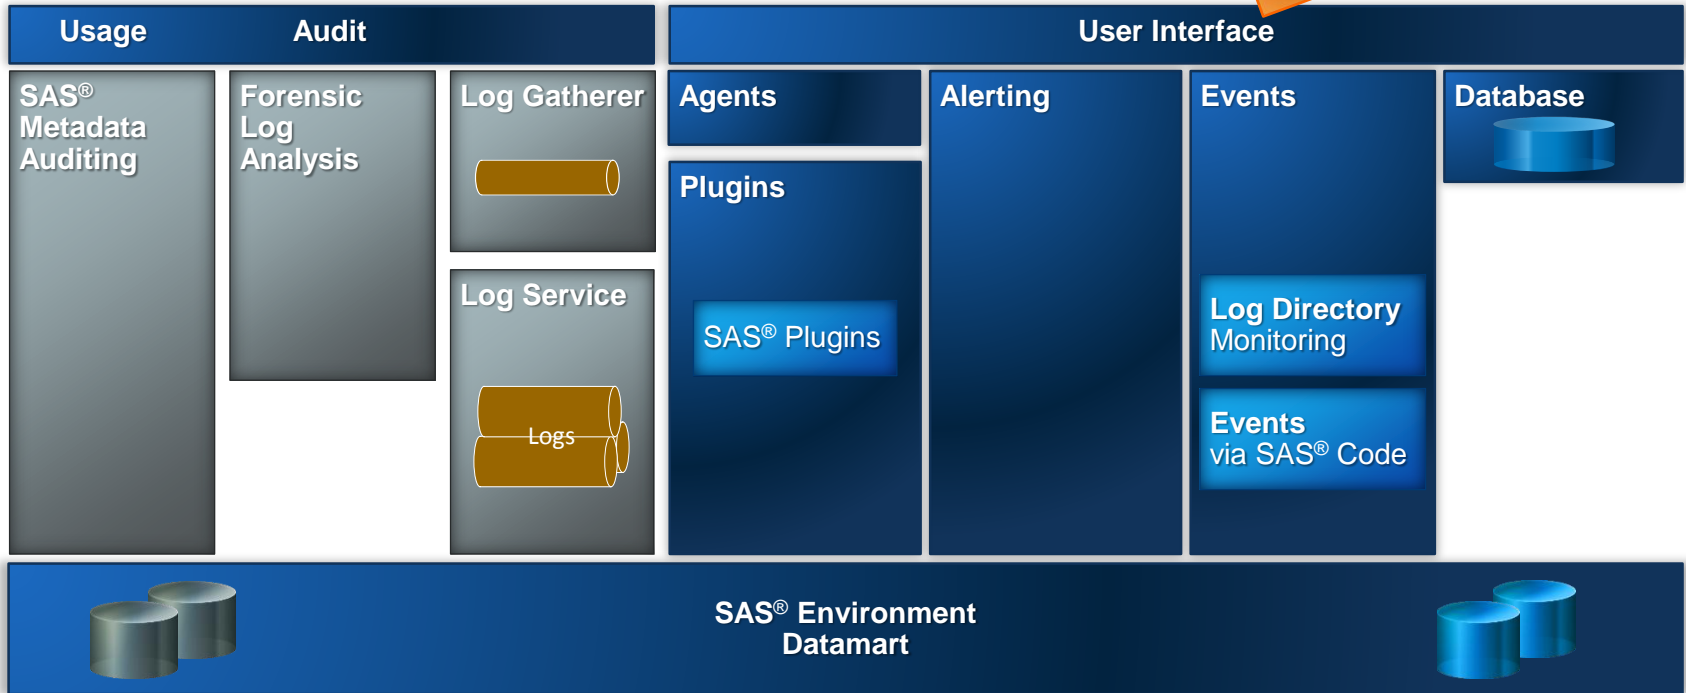 Usage Audit
User Interface
SAS®
Metadata
Auditing
Forensic
Log
Analysis
Log Gatherer
Log Service
Logs
Agents
Plugins
SAS® Plugins
Alerting
Events
Log Directory
Monitoring
Events
via SAS® Code
Database
SAS® Environment
Datamart